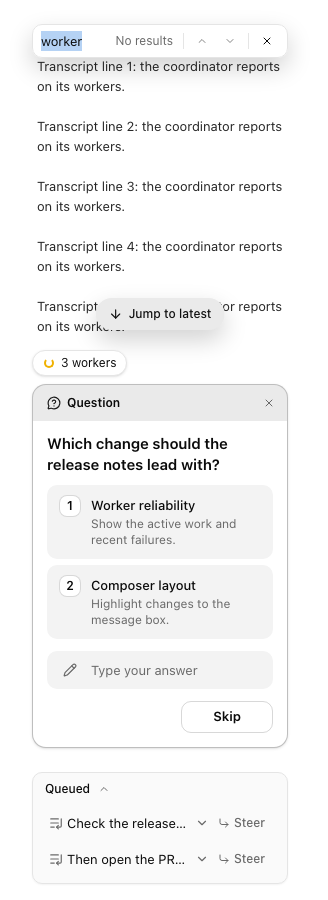 worker No results
Transcript line 1: the coordinator reports
on its workers.
Transcript line 2: the coordinator reports
on its workers.
Transcript line 3: the coordinator reports
on its workers.
Transcript line 4: the coordinator reports
on its workers.
Transcript
Jump to latest
reports
on its workers.
3 workers
Question
Which change should the
release notes lead with?
1 Worker reliability
Show the active work and
recent failures.
2 Composer layout
Highlight changes to the
message box.
Type your answer
Skip
Queued
Check the release... Steer
Then open the PR... Steer